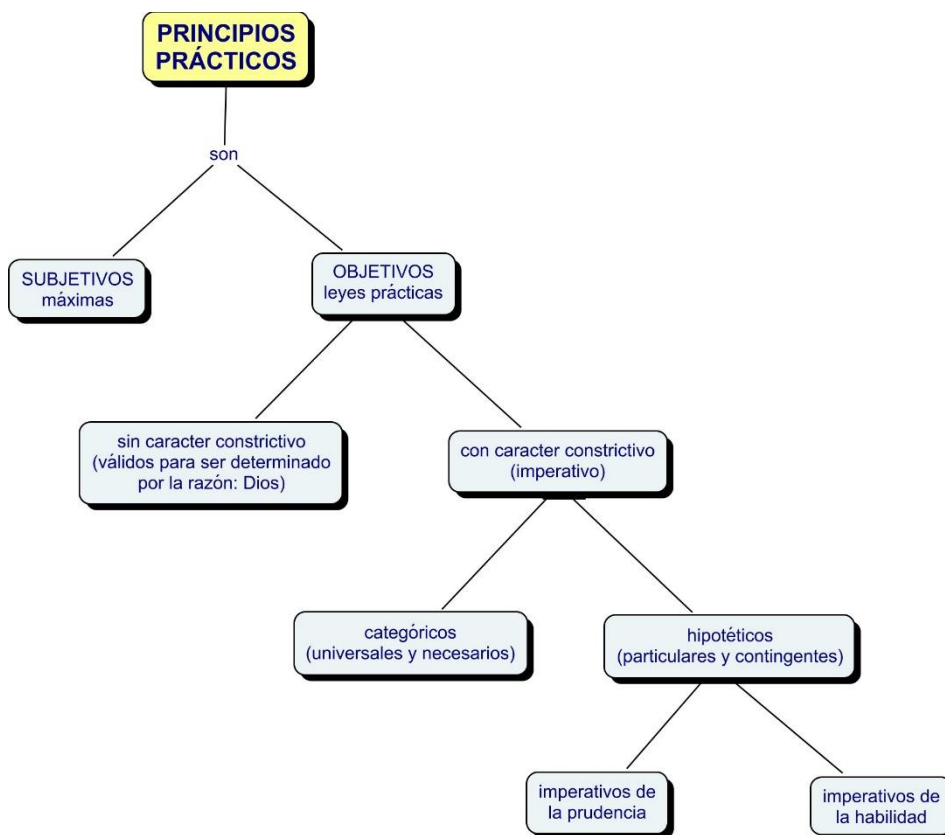 PRINCIPIOS
PRÁCTICOS
son
SUBJETIVOS
máximas
OBJETIVOS
leyes prácticas
sin caracter constrictivo
(válidos para ser determinado
por la razón: Dios)
con caracter constrictivo
(imperativo)
categóricos
(universales y necesarios)
hipotéticos
(particulares y contingentes)
imperativos de
la prudencia
imperativos de
la habilidad